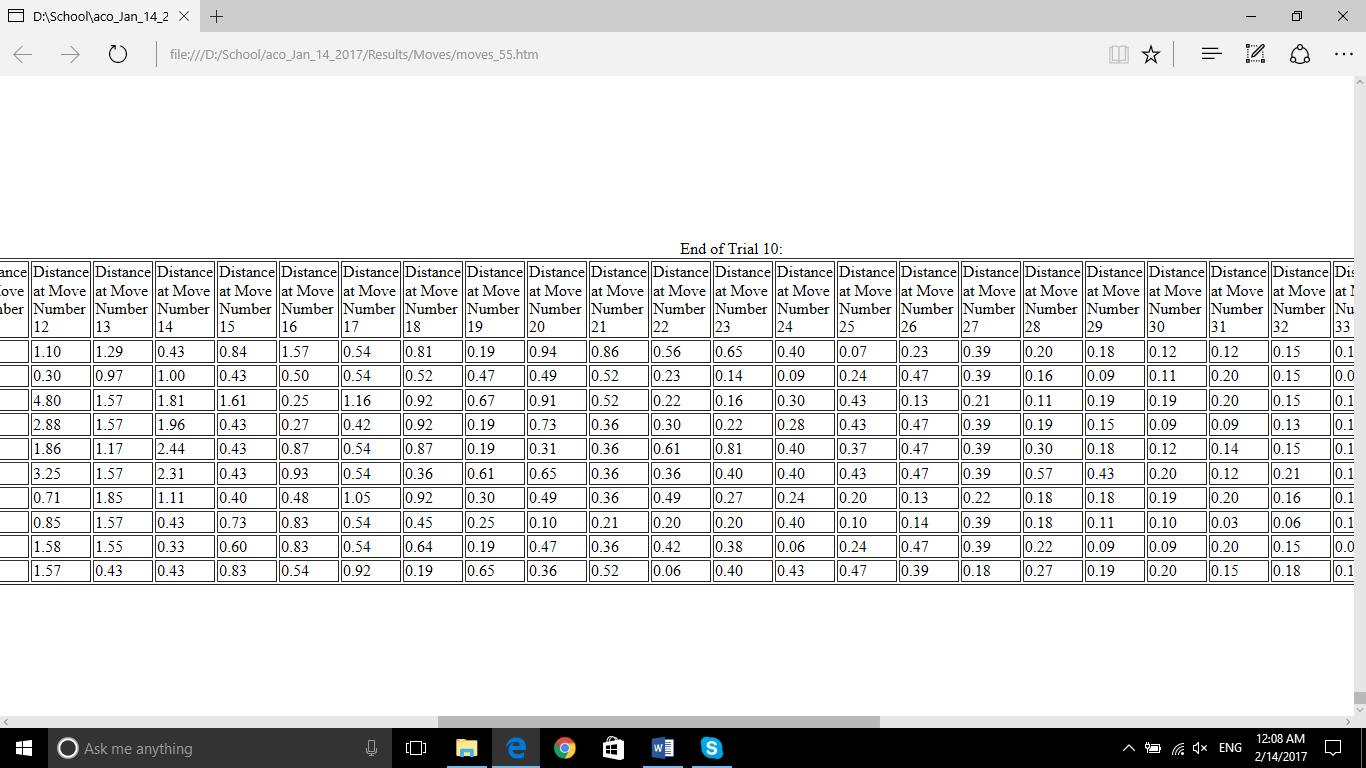 D:\School\aco_Jan_14_2
file:///D:/School/aco_Jan_14_2017/Results/Moves/moves_55.htm
End of Trial 10:
Distance Distance Distance Distance Distance Distance Distance Distance Distance Distance Distance Distance Distance Distance Distance Distance Distance Distance Distance Distance Distance
at Move at Move at Move at Move at Move at Move at Move at Move at Move at Move at Move at Move at Move at Move at Move at Move at Move at Move at Move at Move at Move
Number Number Number Number Number Number Number Number Number Number Number Number Number Number Number Number Number Number Number Number Number
12 13 14 15 16 17 18 19 20 21 22 23 24 25 26 27 28 29 30 31 32 33
1.10 1.29 0.43 0.84 1.57 0.54 0.81 0.19 0.94 0.86 0.56 0.65 0.40 0.07 0.23 0.39 0.20 0.18 0.12 0.12 0.15
0.30 0.97 1.00 0.43 0.50 0.54 0.52 0.47 0.49 0.52 0.23 0.14 0.09 0.24 0.47 0.39 0.16 0.09 0.11 0.20 0.15
4.80 1.57 1.81 1.61 0.25 1.16 0.92 0.67 0.91 0.52 0.22 0.16 0.30 0.43 0.13 0.21 0.11 0.19 0.19 0.20 0.15
2.88 1.57 1.96 0.43 0.27 0.42 0.92 0.19 0.73 0.36 0.30 0.22 0.28 0.43 0.47 0.39 0.19 0.15 0.09 0.09 0.13
1.86 1.17 2.44 0.43 0.87 0.54 0.87 0.19 0.31 0.36 0.61 0.81 0.40 0.37 0.47 0.39 0.30 0.18 0.12 0.14 0.15
3.25 1.57 2.31 0.43 0.93 0.54 0.36 0.61 0.65 0.36 0.36 0.40 0.40 0.43 0.47 0.39 0.57 0.43 0.20 0.12 0.21
0.71 1.85 1.11 0.40 0.48 1.05 0.92 0.30 0.49 0.36 0.49 0.27 0.24 0.20 0.13 0.22 0.18 0.18 0.19 0.20 0.16
0.85 1.57 0.43 0.73 0.83 0.54 0.45 0.25 0.10 0.21 0.20 0.20 0.40 0.10 0.14 0.39 0.18 0.11 0.10 0.03 0.06
1.58 1.55 0.33 0.60 0.83 0.54 0.64 0.19 0.47 0.36 0.42 0.38 0.06 0.24 0.47 0.39 0.22 0.09 0.09 0.20 0.15
1.57 0.43 0.43 0.83 0.54 0.92 0.19 0.65 0.36 0.52 0.06 0.40 0.43 0.47 0.39 0.18 0.27 0.19 0.20 0.15 0.18
Ask me anything
ENG
12:08 AM
2/14/2017